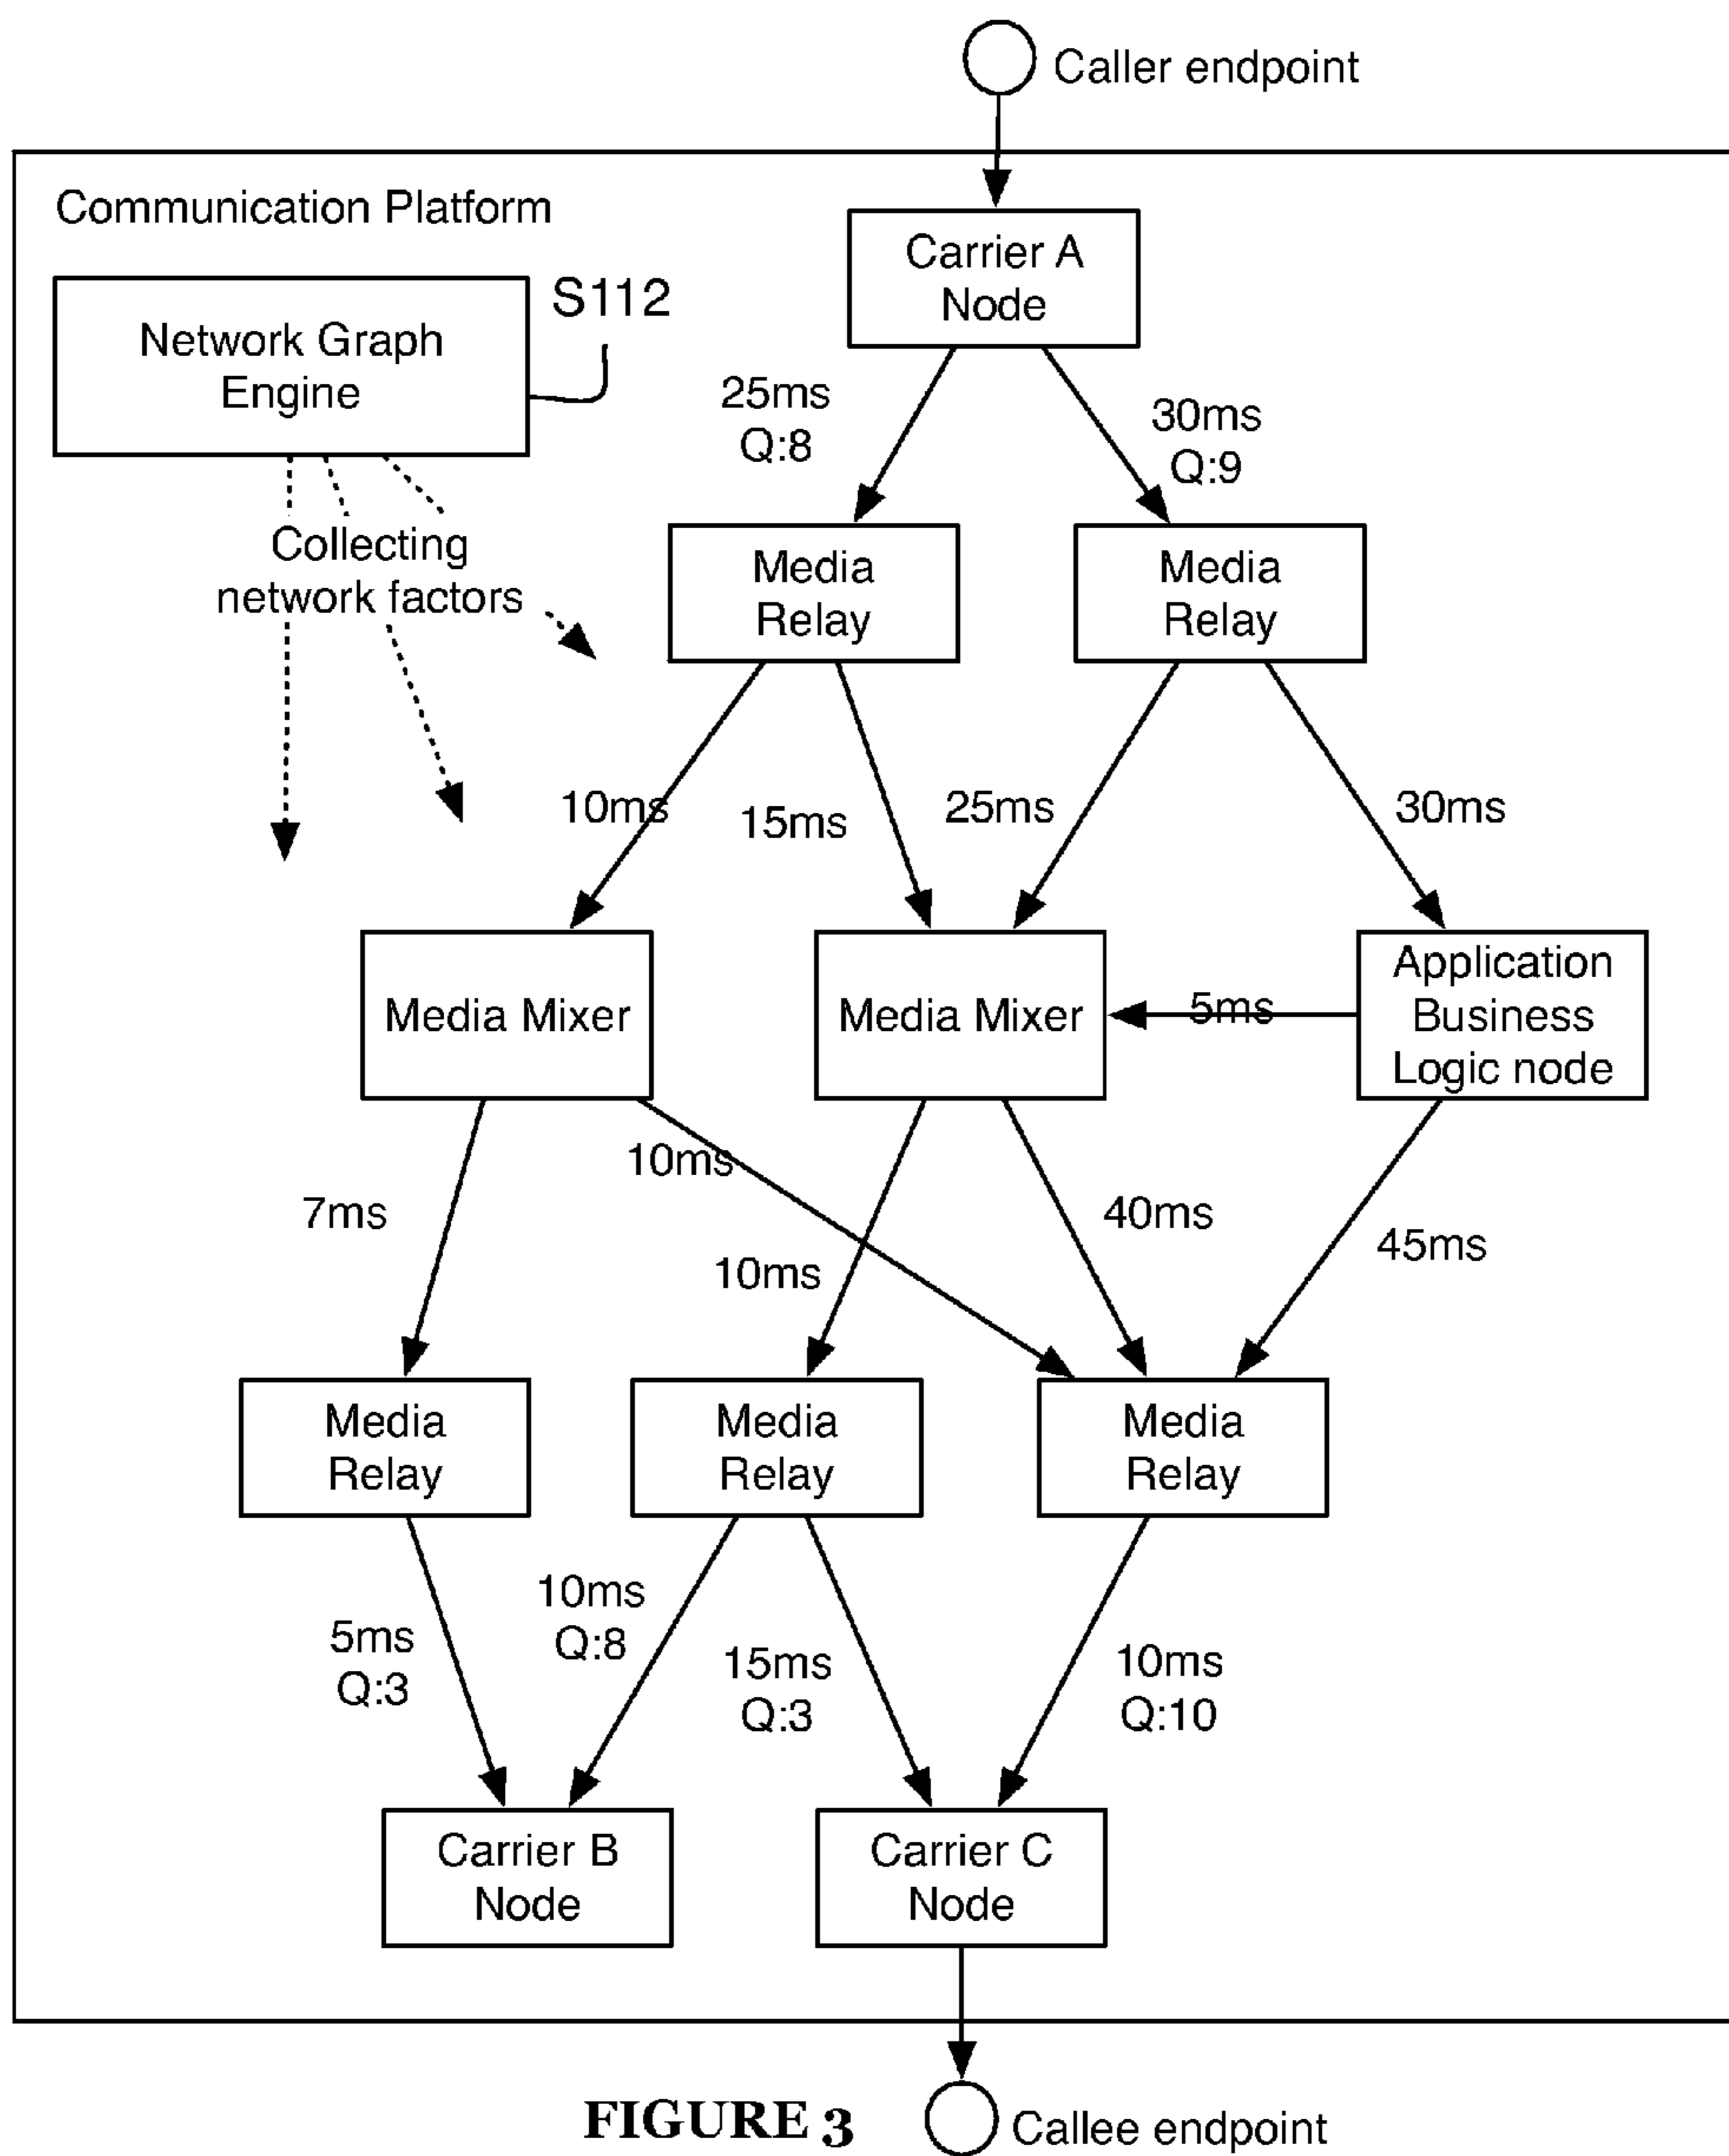 Caller endpoint
Communication Platform
Carrier A
Node
Network Graph
Engine
S112
25ms
Q:8
30ms
Q:9
Collecting
network factors
Media
Relay
Media
Relay
10ms
15ms
25ms
30ms
Media Mixer
Media Mixer
5ms
Application
Business
Logic node
10ms
7ms
40ms
10ms
45ms
Media
Relay
Media
Relay
Media
Relay
5ms
Q:3
10ms
Q:8
15ms
Q:3
10ms
Q:10
Carrier B
Node
Carrier C
Node
FIGURE 3
Callee endpoint